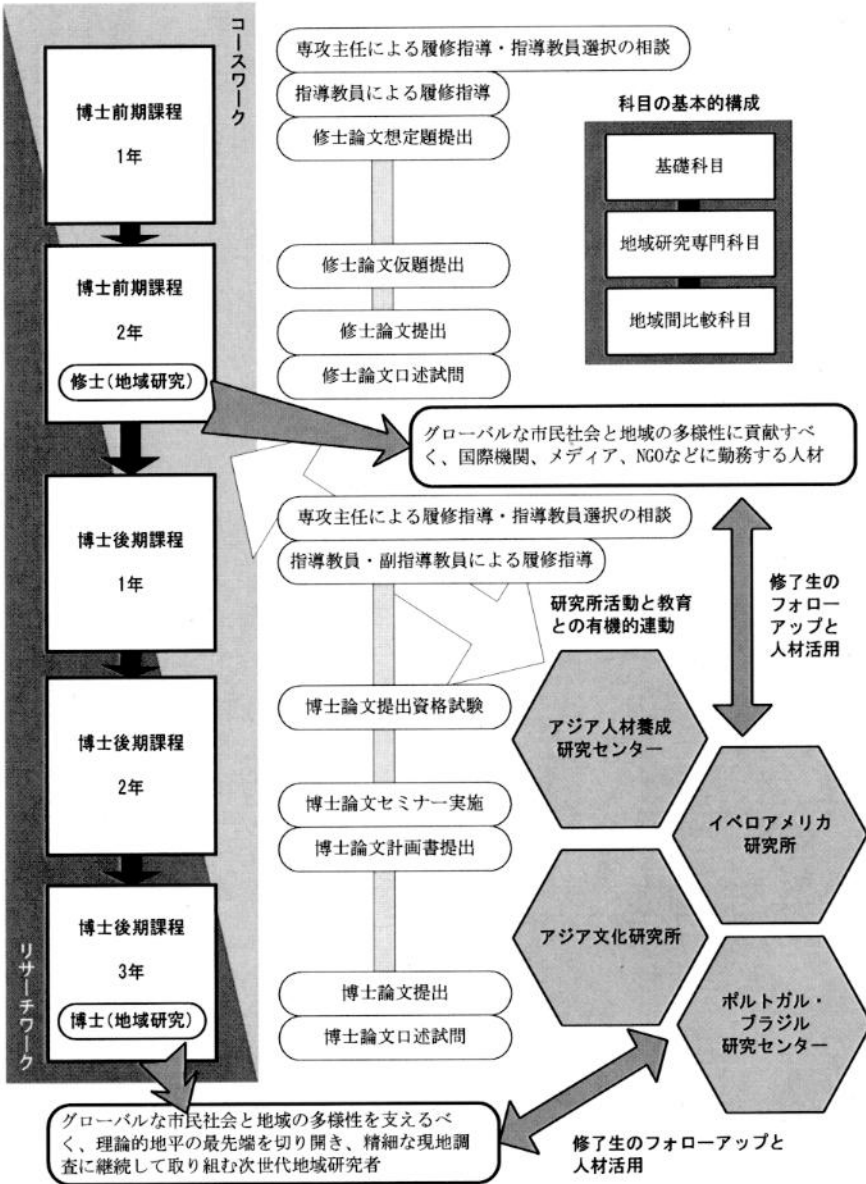 コースワーク
博士前期課程
1年
博士前期課程
2年
修士(地域研究)
博士後期課程
1年
博士後期課程
2年
博士後期課程
3年
博士(地域研究)
リサーチワーク
専攻主任による履修指導・指導教員選択の相談
指導教員による履修指導
修士論文想定題提出
修士論文仮題提出
修士論文提出
修士論文口述試問
科目の基本的構成
基礎科目
地域研究専門科目
地域間比較科目
グローバルな市民社会と地域の多様性に貢献すべ
く、国際機関、メディア、NGOなどに勤務する人材
専攻主任による履修指導・指導教員選択の相談
指導教員・副指導教員による履修指導
博士論文提出資格試験
博士論文セミナー実施
博士論文計画書提出
博士論文提出
博士論文口述試問
研究所活動と教育
との有機的連動
修了生の
フォロー
アップと
人材活用
アジア人材養成
研究センター
イベロアメリカ
研究所
アジア文化研究所
ポルトガル・
ブラジル
研究センター
グローバルな市民社会と地域の多様性を支えるべ
く、理論的地平の最先端を切り開き、精細な現地調
査に継続して取り組む次世代地域研究者
修了生のフォローアップと
人材活用